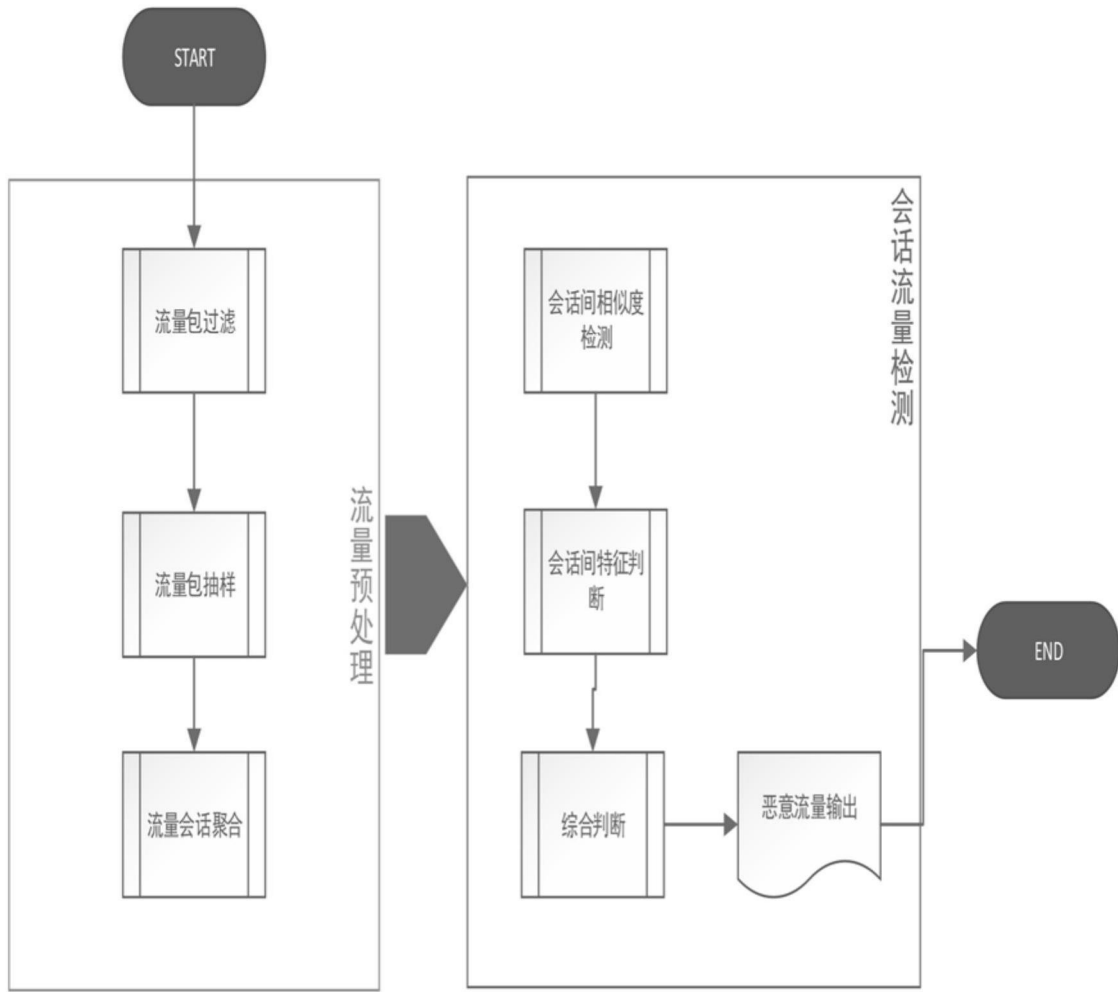 START
流量包过滤
流量包抽样
流量会话聚合
流量预处理
会话间相似度
检测
会话间特征判
断
综合判断
恶意流量输出
会话流量检测
END